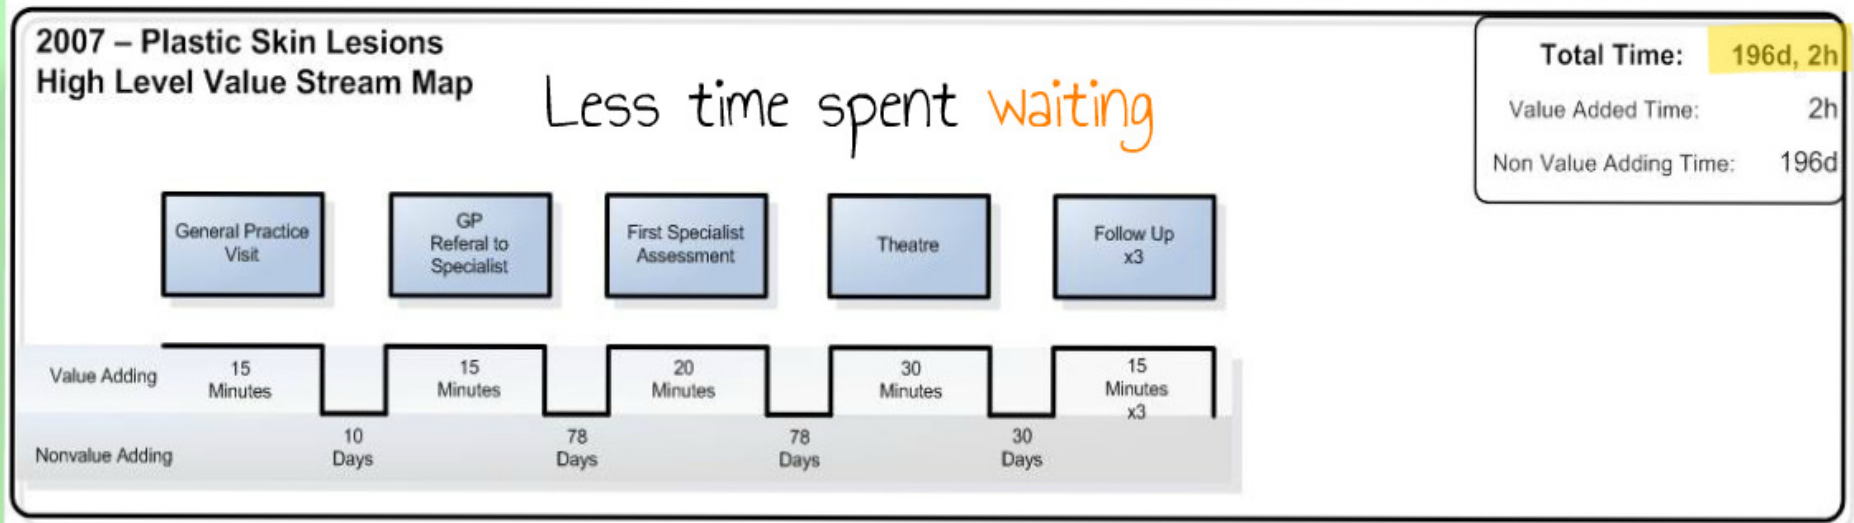 2007 – Plastic Skin Lesions
High Level Value Stream Map
Less time spent waiting
Total Time: 196d, 2h
Value Added Time: 2h
Non Value Adding Time: 196d
General Practice
Visit
GP
Referal to
Specialist
First Specialist
Assessment
Theatre
Follow Up
x3
Value Adding
15
Minutes
15
Minutes
20
Minutes
30
Minutes
15
Minutes
x3
Nonvalue Adding
10
Days
78
Days
78
Days
30
Days